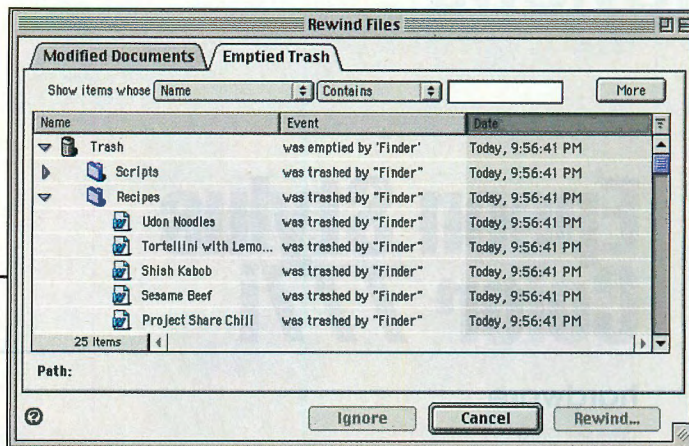 Rewind Files
Modified Documents Emptied Trash
Show items whose Name Contains More
Name Event Date
Trash was emptied by 'Finder' Today, 9:56:41 PM
Scripts was trashed by "Finder" Today, 9:56:41 PM
Recipes was trashed by "Finder" Today, 9:56:41 PM
Udon Noodles was trashed by "Finder" Today, 9:56:41 PM
Tortellini with Lemo... was trashed by "Finder" Today, 9:56:41 PM
Shish Kabob was trashed by "Finder" Today, 9:56:41 PM
Sesame Beef was trashed by "Finder" Today, 9:56:41 PM
Project Share Chili was trashed by "Finder" Today, 9:56:41 PM
25 items
Path:
? Ignore Cancel Rewind...